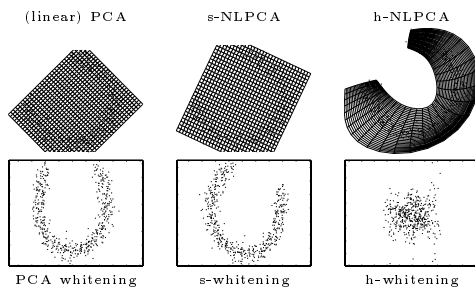 (linear) PCA
s-NLPCA
h-NLPCA
PCA whitening
s-whitening
h-whitening